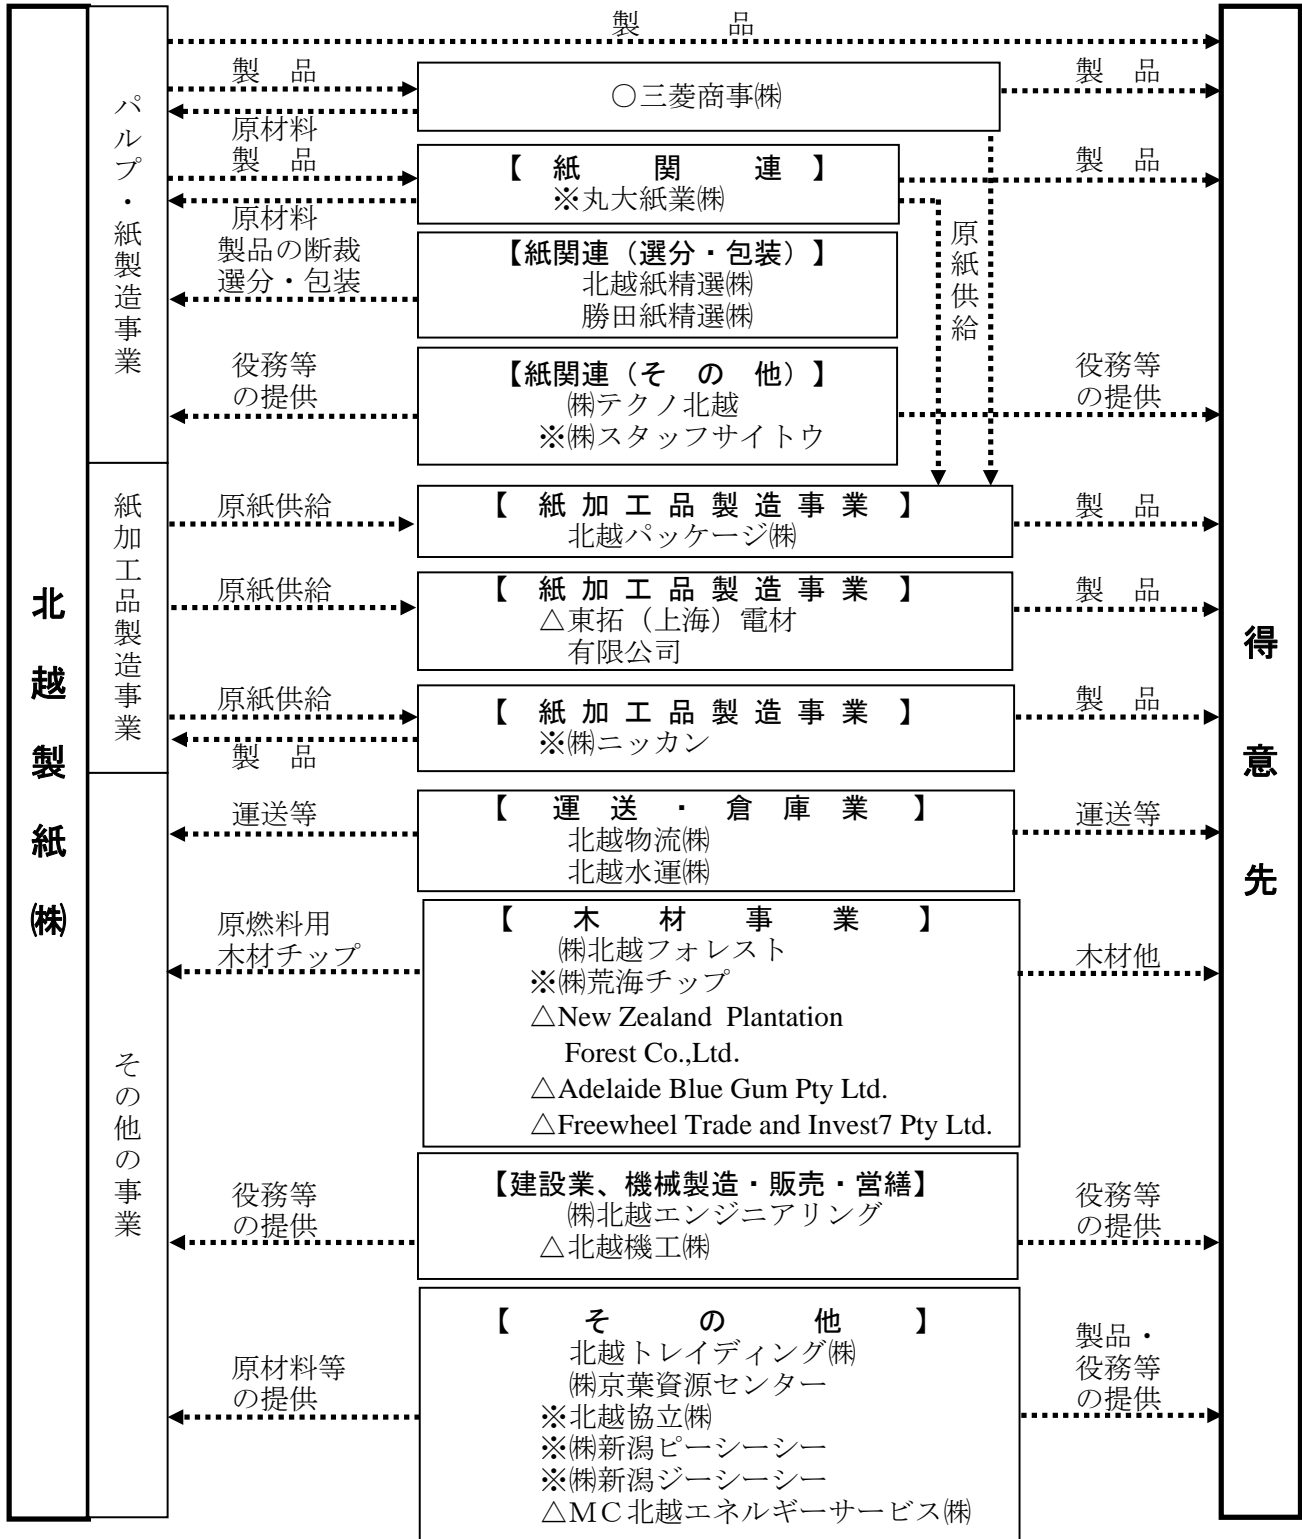 北越製紙㈱
パルプ・紙製造事業
紙加工品製造事業
その他の事業
得意先
製　品
製　品
原材料
○三菱商事㈱
製　品
製　品
原材料
【　紙　関　連　】
※丸大紙業㈱
製　品
原紙供給
製品の断裁
選分・包装
【紙関連（選分・包装）】
北越紙精選㈱
勝田紙精選㈱
役務等
の提供
【紙関連（そ　の　他）】
㈱テクノ北越
※㈱スタッフサイトウ
役務等
の提供
原紙供給
【　紙 加 工 品 製 造 事 業　】
北越パッケージ㈱
製　品
原紙供給
【　紙 加 工 品 製 造 事 業　】
△東拓（上海）電材
有限公司
製　品
原紙供給
製　品
【　紙 加 工 品 製 造 事 業　】
※㈱ニッカン
製　品
運送等
【　運　送　・　倉　庫　業　】
北越物流㈱
北越水運㈱
運送等
原燃料用
木材チップ
【　木　材　事　業　】
㈱北越フォレスト
※㈱荒海チップ
△New Zealand Plantation
Forest Co.,Ltd.
△Adelaide Blue Gum Pty Ltd.
△Freewheel Trade and Invest7 Pty Ltd.
木材他
役務等
の提供
【建設業、機械製造・販売・営繕】
㈱北越エンジニアリング
△北越機工㈱
役務等
の提供
原材料等
の提供
【　そ　の　他　】
北越トレイディング㈱
㈱京葉資源センター
※北越協立㈱
※㈱新潟ピーシーシー
※㈱新潟ジーシーシー
△ＭＣ北越エネルギーサービス㈱
製品・
役務等
の提供